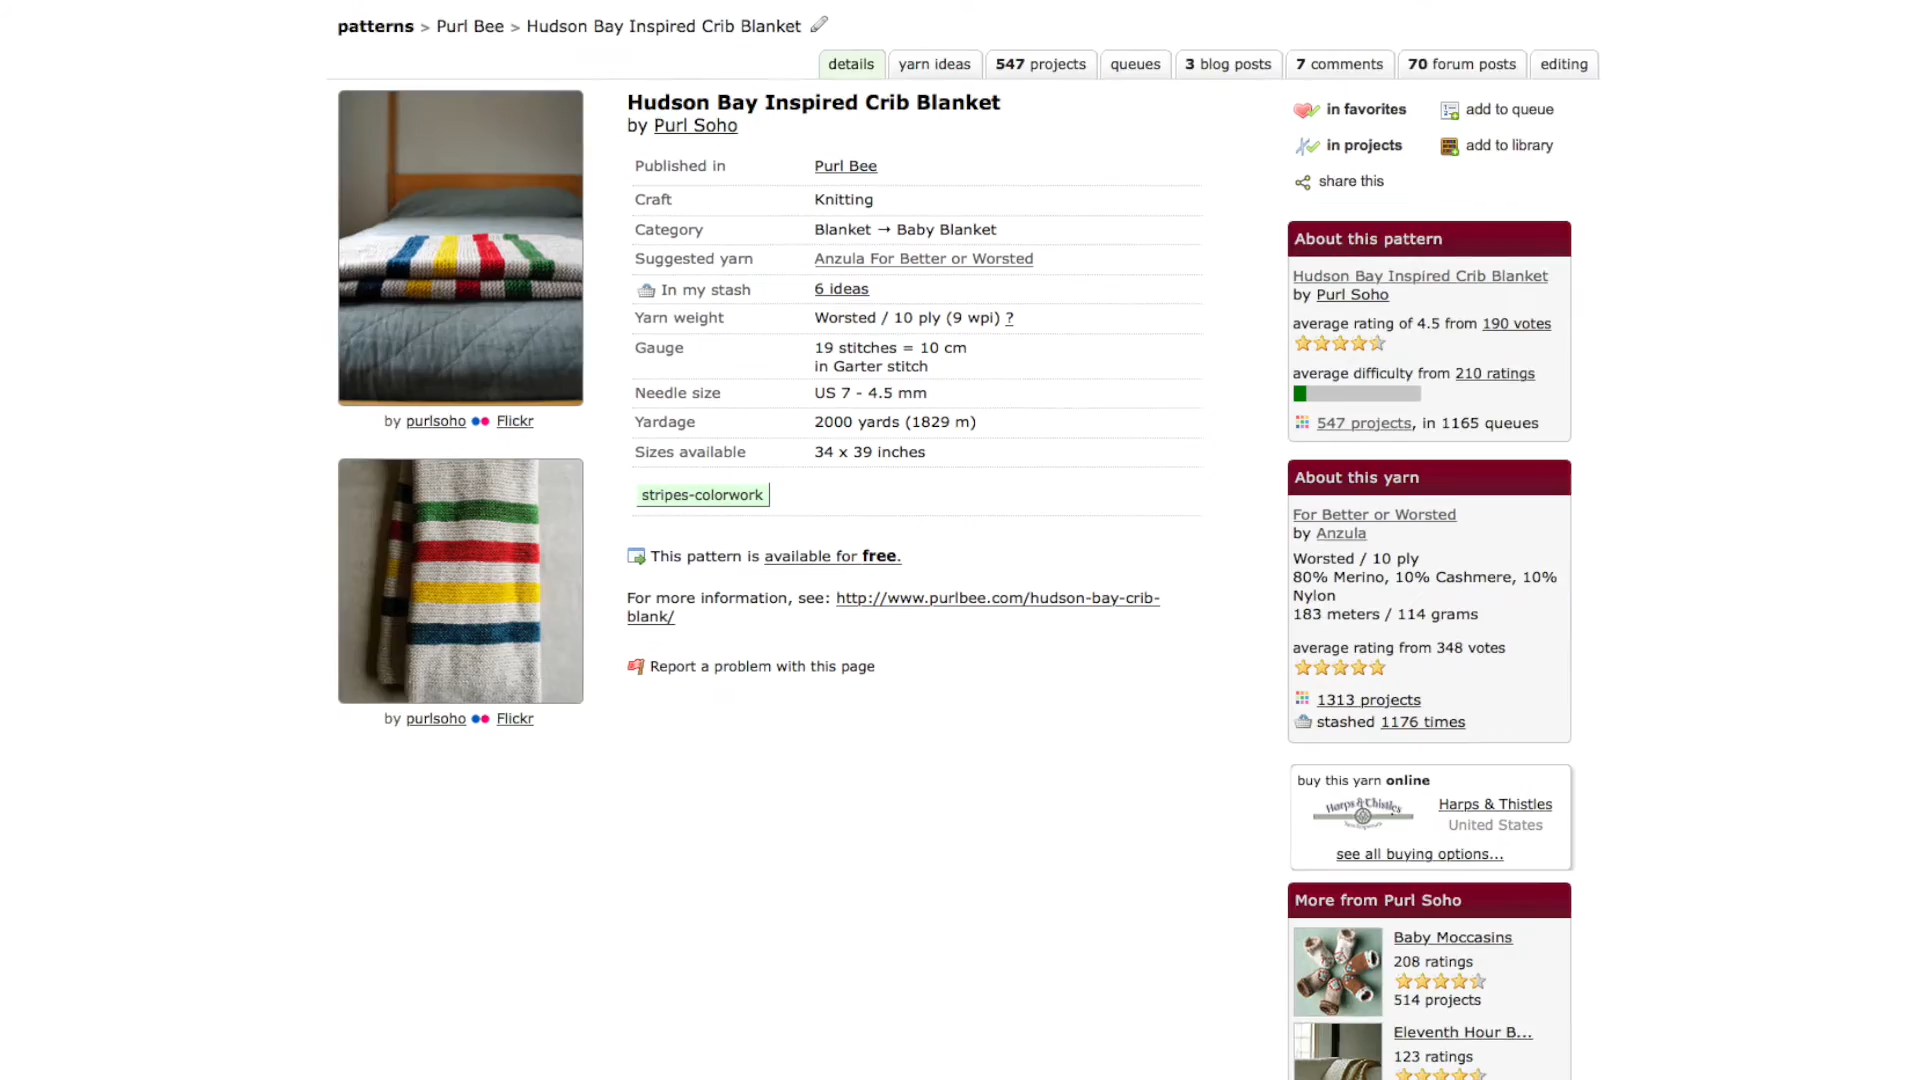 patterns > Purl Bee > Hudson Bay Inspired Crib Blanket
details
yarn ideas
547 projects
queues
3 blog posts
7 comments
70 forum posts
editing
by purlsoho Flickr
by purlsoho Flickr
Hudson Bay Inspired Crib Blanket
by Purl Soho
Published in Purl Bee
Craft Knitting
Category Blanket → Baby Blanket
Suggested yarn Anzula For Better or Worsted
In my stash 6 ideas
Yarn weight Worsted / 10 ply (9 wpi) ?
Gauge 19 stitches = 10 cm
in Garter stitch
Needle size US 7 - 4.5 mm
Yardage 2000 yards (1829 m)
Sizes available 34 x 39 inches
stripes-colorwork
This pattern is available for free.
For more information, see: http://www.purlbee.com/hudson-bay-crib-
blank/
Report a problem with this page
in favorites
add to queue
in projects
add to library
share this
About this pattern
Hudson Bay Inspired Crib Blanket
by Purl Soho
average rating of 4.5 from 190 votes
average difficulty from 210 ratings
547 projects, in 1165 queues
About this yarn
For Better or Worsted
by Anzula
Worsted / 10 ply
80% Merino, 10% Cashmere, 10%
Nylon
183 meters / 114 grams
average rating from 348 votes
1313 projects
stashed 1176 times
buy this yarn online
Harps & Thistles
Harps & Thistles
United States
see all buying options...
More from Purl Soho
Baby Moccasins
208 ratings
514 projects
Eleventh Hour B...
123 ratings